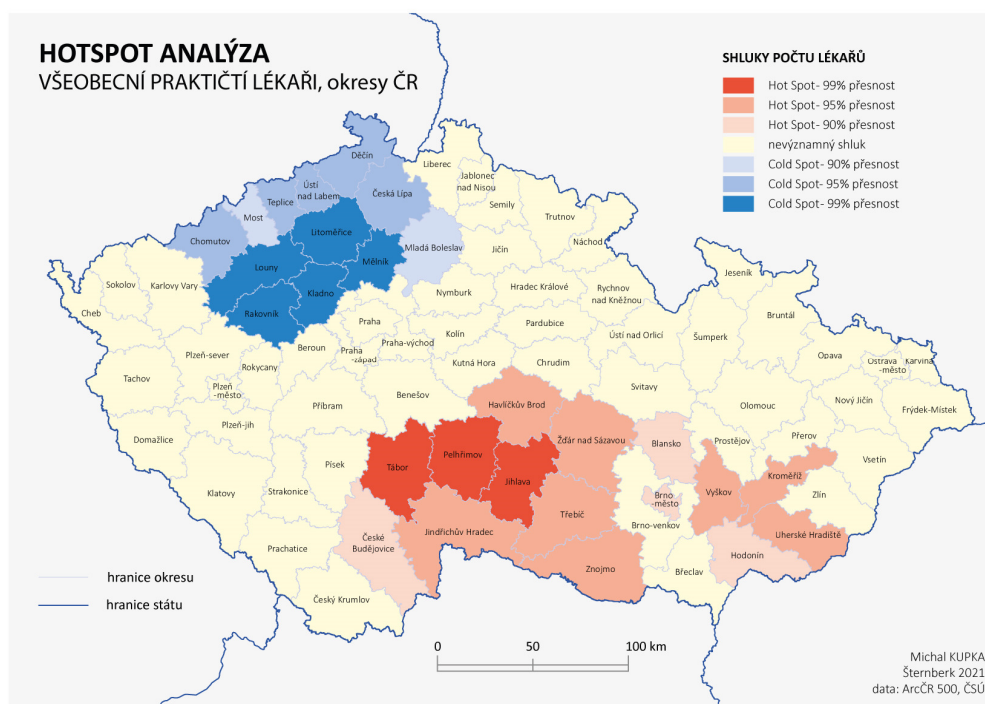 HOTSPOT ANALÝZA
VŠEOBECNÍ PRAKTIČTÍ LÉKAŘI, okresy ČR
SHLUKY POČTU LÉKAŘŮ
Hot Spot- 99% přesnost
Hot Spot- 95% přesnost
Hot Spot- 90% přesnost
nevýznamný shluk
Cold Spot- 90% přesnost
Cold Spot- 95% přesnost
Cold Spot- 99% přesnost
Děčín
Liberec
Ústí
nad Labem
Jablonec
nad Nisou
Česká Lípa
Teplice
Semily
Most
Trutnov
Litoměřice
Chomutov
Mladá Boleslav
Jičín
Náchod
Mělník
Louny
Jeseník
Sokolov
Karlovy Vary
Kladno
Nymburk
Hradec Králové
Rychnov
nad Kněžnou
Cheb
Rakovník
Bruntál
Praha
Pardubice
Kolín
Ústí nad Orlicí
Šumperk
Beroun
Praha
-západ
Praha-východ
Plzeň-sever
Rokycany
Kutná Hora
Chrudim
Opava
Ostrava
-město
Karviná
Tachov
Plzeň
-město
Svitavy
Benešov
Příbram
Havlíčkův Brod
Olomouc
Nový Jičín
Frýdek-Místek
Plzeň-jih
Domažlice
Žďár nad Sázavou
Blansko
Prostějov
Přerov
Písek
Tábor
Pelhřimov
Vsetín
Jihlava
Kroměříž
Klatovy
Strakonice
Vyškov
Brno
-město
Zlín
Třebíč
Brno-venkov
Jindřichův Hradec
Uherské Hradiště
České
Budějovice
Prachatice
Hodonín
Znojmo
Břeclav
Český Krumlov
hranice okresu
hranice státu
0 50 100 km
Michal KUPKA
Šternberk 2021
data: ArcČR 500, ČSÚ